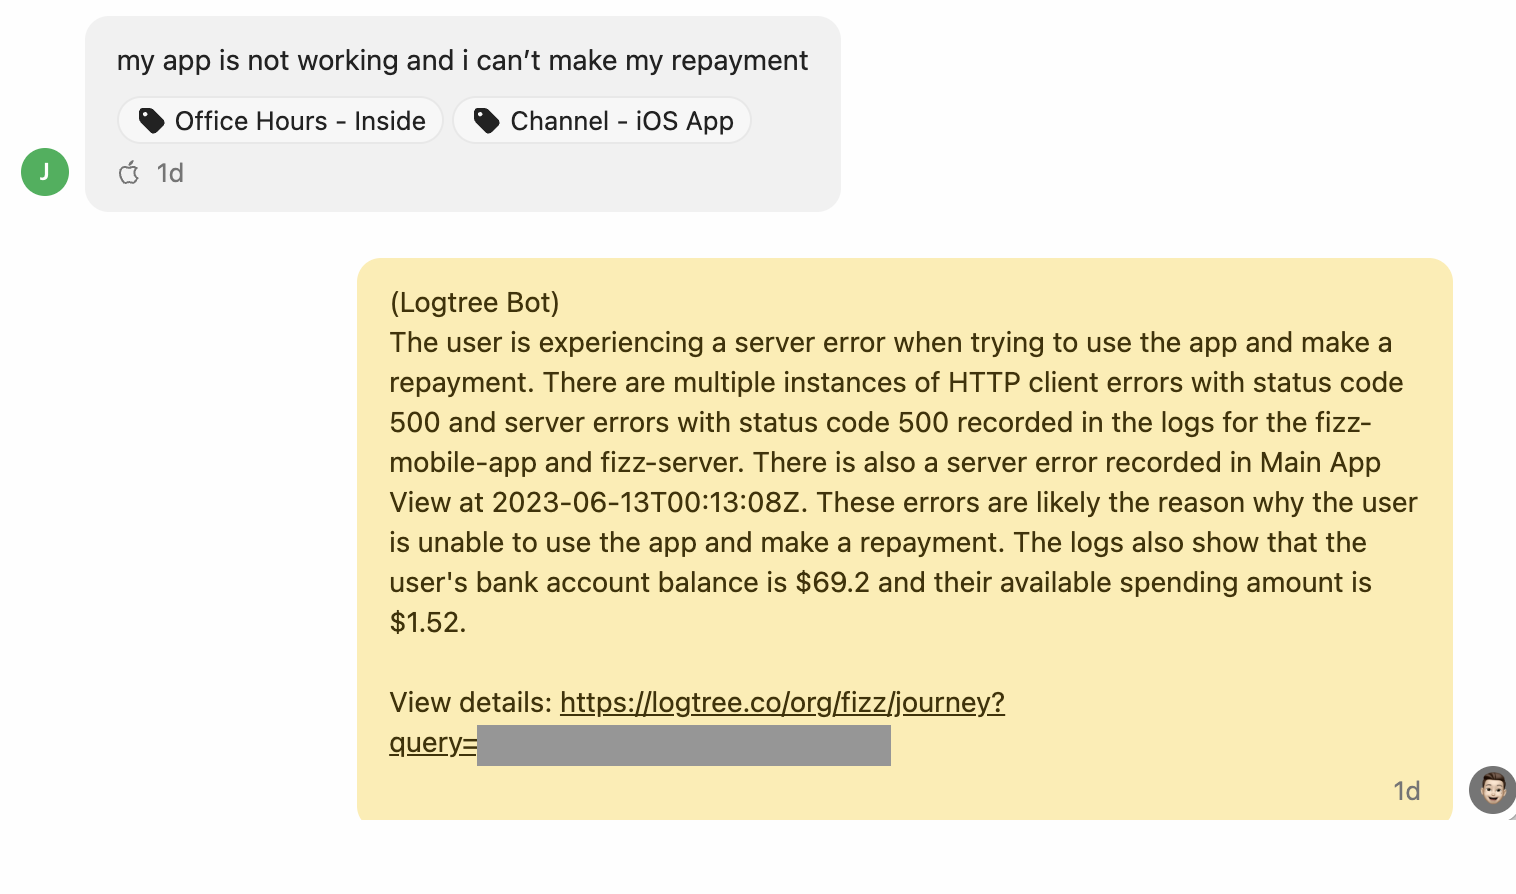 my app is not working and i can’t make my repayment
Office Hours - Inside
Channel - iOS App
J
1d
(Logtree Bot)
The user is experiencing a server error when trying to use the app and make a
repayment. There are multiple instances of HTTP client errors with status code
500 and server errors with status code 500 recorded in the logs for the fizz-
mobile-app and fizz-server. There is also a server error recorded in Main App
View at 2023-06-13T00:13:08Z. These errors are likely the reason why the user
is unable to use the app and make a repayment. The logs also show that the
user's bank account balance is $69.2 and their available spending amount is
$1.52.
View details: https://logtree.co/org/fizz/journey?
query=
1d